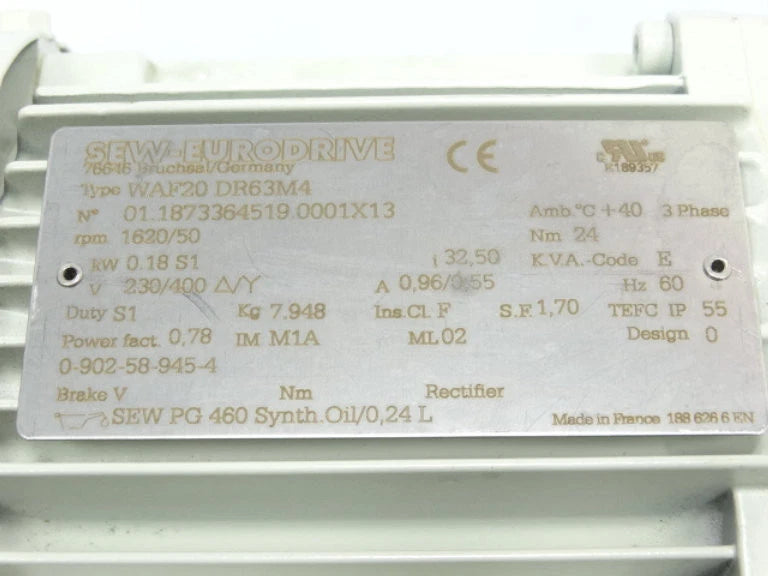 SEW-EURODRIVE CE C UL US
76646 Bruchsal/Germany E189357
Type WAF20 DR63M4
N° 01.1873364519.0001X13 Amb.°C +40 3 Phase
rpm 1620/50 Nm 24
kW 0.18 S1 i 32,50 K.V.A.-Code E
V 230/400 Δ/Y A 0,96/0,55 Hz 60
Duty S1 Kg 7.948 Ins.Cl. F S.F. 1,70 TEFC IP 55
Power fact. 0,78 IM M1A ML 02 Design 0
0-902-58-945-4
Brake V Nm Rectifier
SEW PG 460 Synth.Oil/0,24 L Made in France 188 626 6 EN